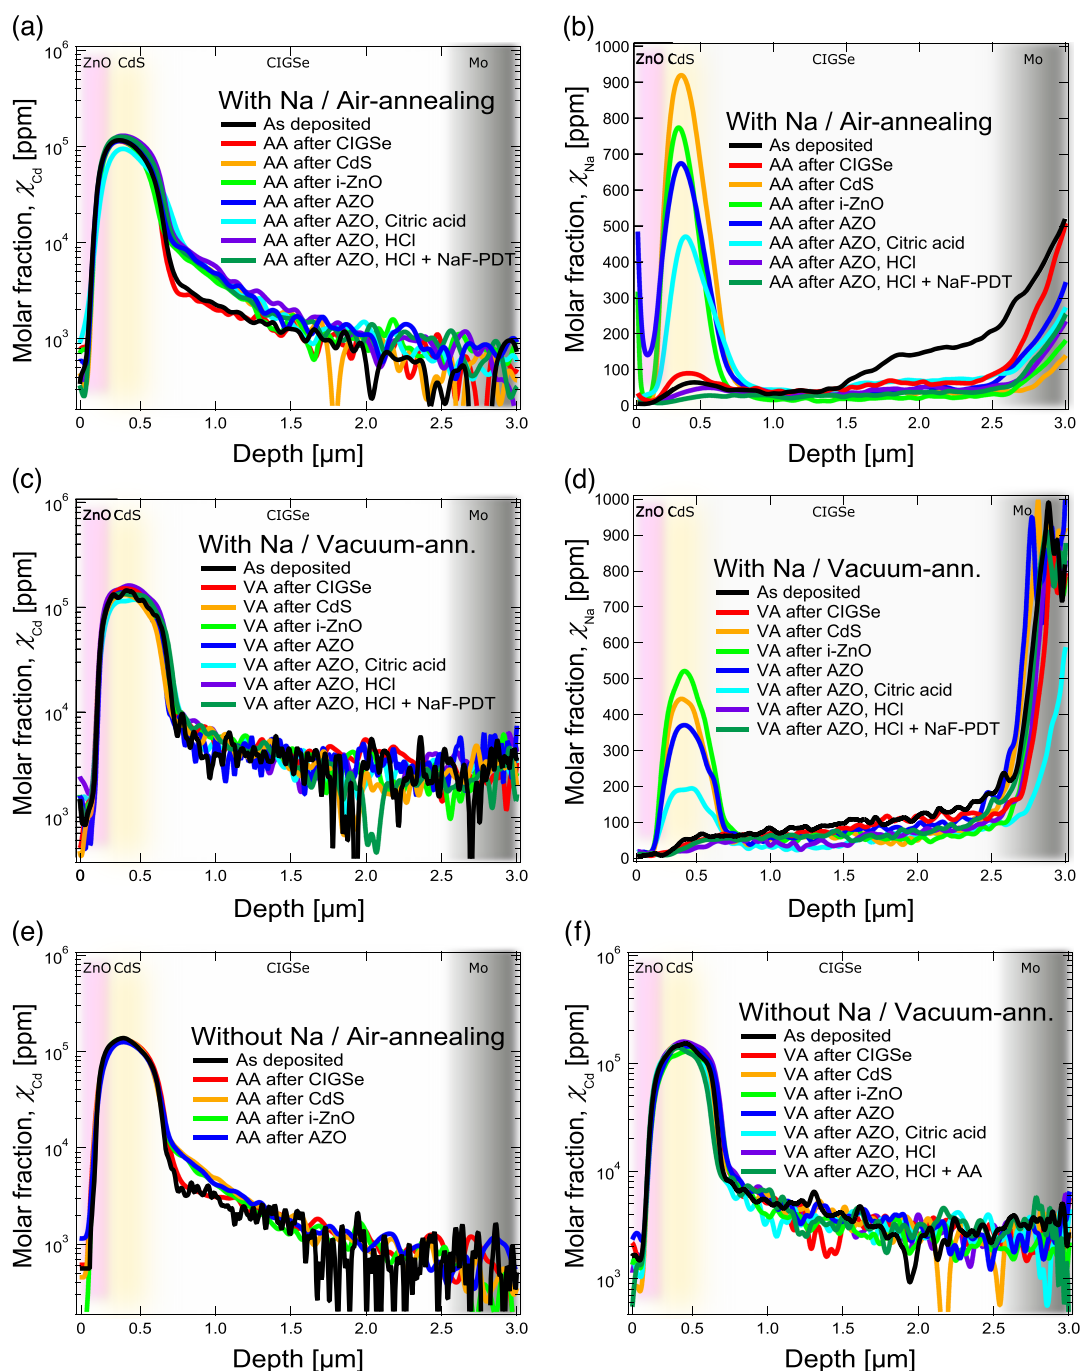 (a)
10^6
10^5
10^4
10^3
Molar fraction, χ_Cd [ppm]
ZnO CdS CIGSe Mo
With Na / Air-annealing
As deposited
AA after CIGSe
AA after CdS
AA after i-ZnO
AA after AZO
AA after AZO, Citric acid
AA after AZO, HCl
AA after AZO, HCl + NaF-PDT
0 0.5 1.0 1.5 2.0 2.5 3.0
Depth [µm]
(b)
1000
900
800
700
600
500
400
300
200
100
0
Molar fraction, χ_Na [ppm]
ZnO CdS CIGSe Mo
With Na / Air-annealing
As deposited
AA after CIGSe
AA after CdS
AA after i-ZnO
AA after AZO
AA after AZO, Citric acid
AA after AZO, HCl
AA after AZO, HCl + NaF-PDT
0 0.5 1.0 1.5 2.0 2.5 3.0
Depth [µm]
(c)
10^6
10^5
10^4
10^3
Molar fraction, χ_Cd [ppm]
ZnO CdS CIGSe Mo
With Na / Vacuum-ann.
As deposited
VA after CIGSe
VA after CdS
VA after i-ZnO
VA after AZO
VA after AZO, Citric acid
VA after AZO, HCl
VA after AZO, HCl + NaF-PDT
0 0.5 1.0 1.5 2.0 2.5 3.0
Depth [µm]
(d)
1000
900
800
700
600
500
400
300
200
100
0
Molar fraction, χ_Na [ppm]
ZnO CdS CIGSe Mo
With Na / Vacuum-ann.
As deposited
VA after CIGSe
VA after CdS
VA after i-ZnO
VA after AZO
VA after AZO, Citric acid
VA after AZO, HCl
VA after AZO, HCl + NaF-PDT
0 0.5 1.0 1.5 2.0 2.5 3.0
Depth [µm]
(e)
10^6
10^5
10^4
10^3
Molar fraction, χ_Cd [ppm]
ZnO CdS CIGSe Mo
Without Na / Air-annealing
As deposited
AA after CIGSe
AA after CdS
AA after i-ZnO
AA after AZO
0 0.5 1.0 1.5 2.0 2.5 3.0
Depth [µm]
(f)
10^6
10^5
10^4
10^3
Molar fraction, χ_Cd [ppm]
ZnO CdS CIGSe Mo
Without Na / Vacuum-ann.
As deposited
VA after CIGSe
VA after CdS
VA after i-ZnO
VA after AZO
VA after AZO, Citric acid
VA after AZO, HCl
VA after AZO, HCl + AA
0 0.5 1.0 1.5 2.0 2.5 3.0
Depth [µm]